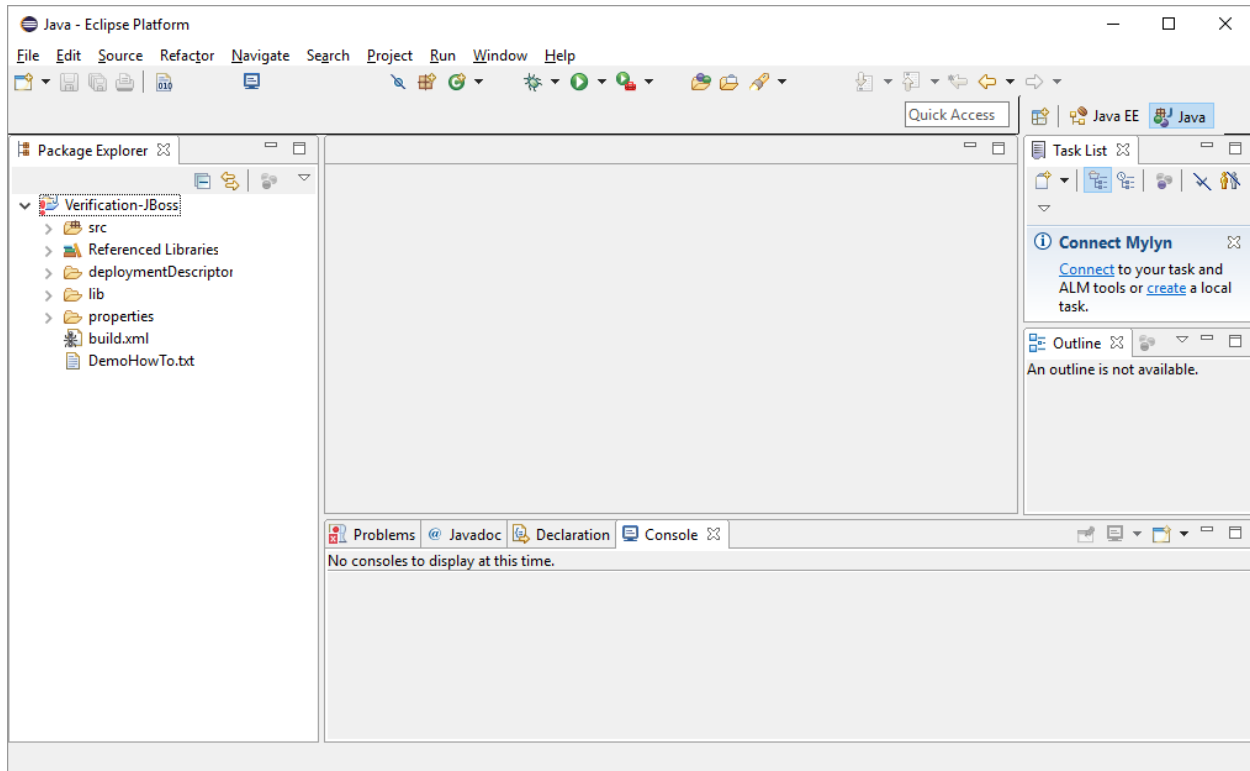 Java - Eclipse Platform
File Edit Source Refactor Navigate Search Project Run Window Help
010
Quick Access
Java EE
Java
Package Explorer
Verification-JBoss
src
Referenced Libraries
deploymentDescriptor
lib
properties
build.xml
DemoHowTo.txt
Task List
Connect Mylyn
Connect to your task and
ALM tools or create a local
task.
Outline
An outline is not available.
Problems @ Javadoc Declaration Console
No consoles to display at this time.